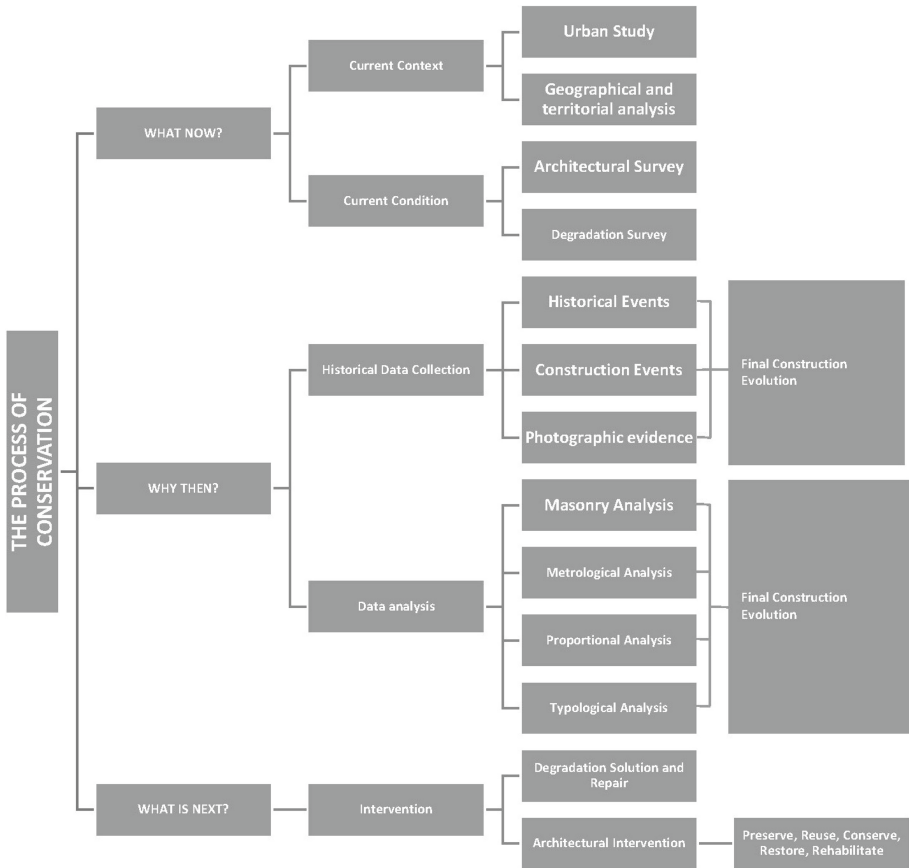 THE PROCESS OF
CONSERVATION
WHAT NOW?
Current Context
Urban Study
Geographical and
territorial analysis
Current Condition
Architectural Survey
Degradation Survey
WHY THEN?
Historical Data Collection
Historical Events
Construction Events
Photographic evidence
Final Construction
Evolution
Data analysis
Masonry Analysis
Metrological Analysis
Proportional Analysis
Typological Analysis
Final Construction
Evolution
WHAT IS NEXT?
Intervention
Degradation Solution and
Repair
Architectural Intervention
Preserve, Reuse, Conserve,
Restore, Rehabilitate